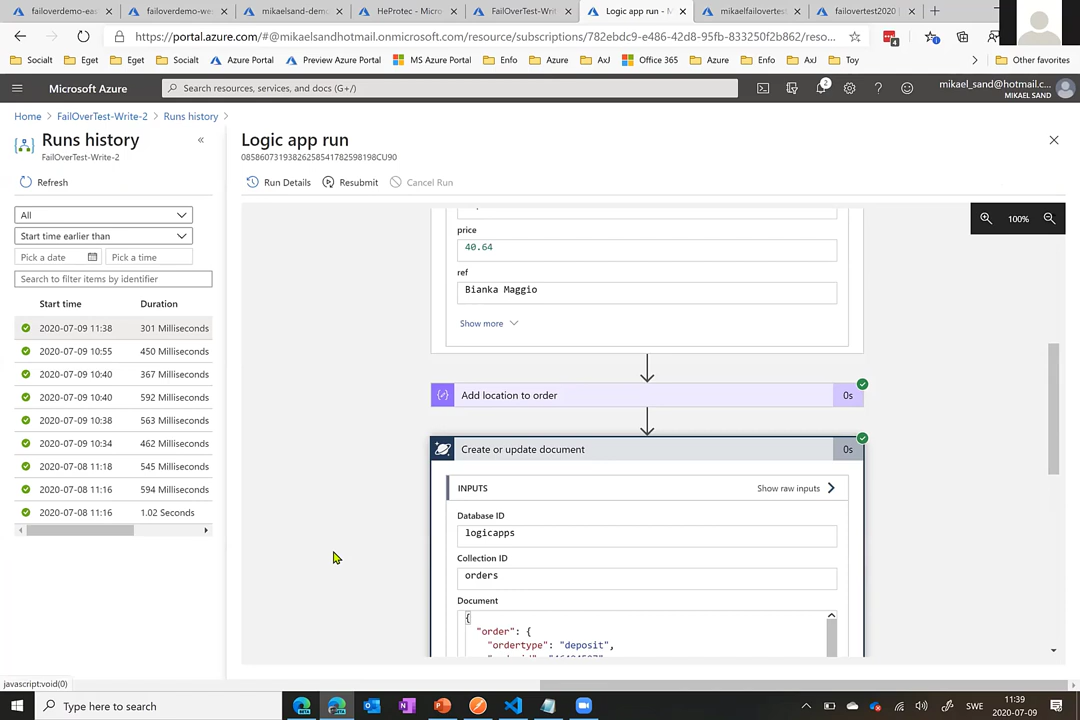 failoverdemo-eas
failoverdemo-we
mikaelsand-demo
HeProtec - Micro
FailOverTest-Writ
Logic app run - M
mikaelfailovertest
failovertest2020 |
https://portal.azure.com/#@mikaelsandhotmail.onmicrosoft.com/resource/subscriptions/782ebdc9-e486-42d8-95fb-833250f2b862/reso...
4
Socialt
Eget
Eget
Socialt
Azure Portal
Preview Azure Portal
MS Azure Portal
Enfo
Azure
AxJ
Office 365
Azure
Enfo
AxJ
Toy
Other favorites
Microsoft Azure
Search resources, services, and docs (G+/)
2
mikael_sand@hotmail.c...
MIKAEL SAND
Home > FailOverTest-Write-2 > Runs history >
Runs history
FailOverTest-Write-2
Refresh
All
Start time earlier than
Pick a date
Pick a time
Search to filter items by identifier
Start time Duration
2020-07-09 11:38 301 Milliseconds
2020-07-09 10:55 450 Milliseconds
2020-07-09 10:40 367 Milliseconds
2020-07-09 10:40 592 Milliseconds
2020-07-09 10:38 563 Milliseconds
2020-07-09 10:34 462 Milliseconds
2020-07-08 11:18 545 Milliseconds
2020-07-08 11:16 594 Milliseconds
2020-07-08 11:16 1.02 Seconds
Logic app run
08586073193826258541782598198CU90
Run Details
Resubmit
Cancel Run
100%
price
40.64
ref
Bianka Maggio
Show more
Add location to order
0s
Create or update document
0s
INPUTS
Show raw inputs
Database ID
logicapps
Collection ID
orders
Document
{
"order": {
"ordertype": "deposit",
javascript:void(0)
Type here to search
SWE
11:39
2020-07-09